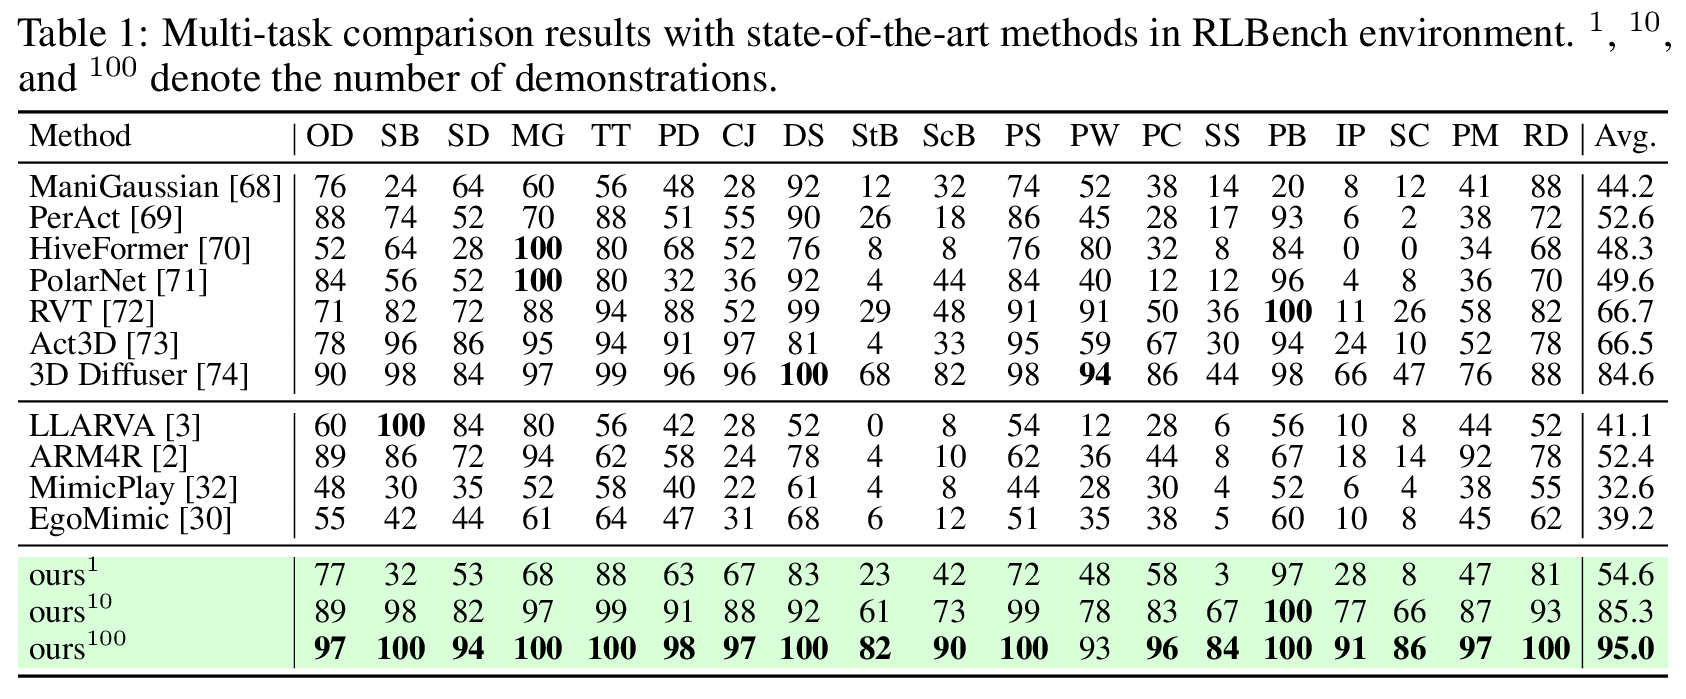 Table 1: Multi-task comparison results with state-of-the-art methods in RLBench environment. ¹, ¹⁰,
and ¹⁰⁰ denote the number of demonstrations.
Method OD SB SD MG TT PD CJ DS StB ScB PS PW PC SS PB IP SC PM RD Avg.
ManiGaussian [68] 76 24 64 60 56 48 28 92 12 32 74 52 38 14 20 8 12 41 88 44.2
PerAct [69] 88 74 52 70 88 51 55 90 26 18 86 45 28 17 93 6 2 38 72 52.6
HiveFormer [70] 52 64 28 100 80 68 52 76 8 8 76 80 32 8 84 0 0 34 68 48.3
PolarNet [71] 84 56 52 100 80 32 36 92 4 44 84 40 12 12 96 4 8 36 70 49.6
RVT [72] 71 82 72 88 94 88 52 99 29 48 91 91 50 36 100 11 26 58 82 66.7
Act3D [73] 78 96 86 95 94 91 97 81 4 33 95 59 67 30 94 24 10 52 78 66.5
3D Diffuser [74] 90 98 84 97 99 96 96 100 68 82 98 94 86 44 98 66 47 76 88 84.6
LLARVA [3] 60 100 84 80 56 42 28 52 0 8 54 12 28 6 56 10 8 44 52 41.1
ARM4R [2] 89 86 72 94 62 58 24 78 4 10 62 36 44 8 67 18 14 92 78 52.4
MimicPlay [32] 48 30 35 52 58 40 22 61 4 8 44 28 30 4 52 6 4 38 55 32.6
EgoMimic [30] 55 42 44 61 64 47 31 68 6 12 51 35 38 5 60 10 8 45 62 39.2
ours¹ 77 32 53 68 88 63 67 83 23 42 72 48 58 3 97 28 8 47 81 54.6
ours¹⁰ 89 98 82 97 99 91 88 92 61 73 99 78 83 67 100 77 66 87 93 85.3
ours¹⁰⁰ 97 100 94 100 100 98 97 100 82 90 100 93 96 84 100 91 86 97 100 95.0